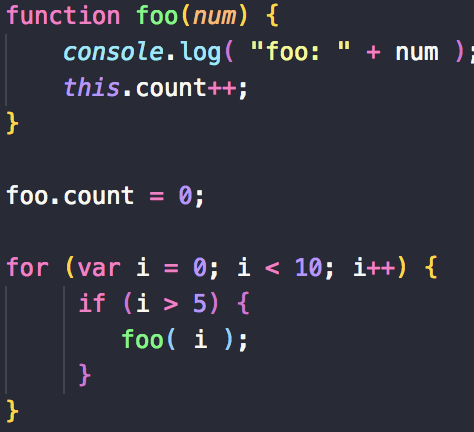 function foo(num) {
    console.log( "foo: " + num );
    this.count++;
}

foo.count = 0;

for (var i = 0; i < 10; i++) {
     if (i > 5) {
        foo( i );
     }
}